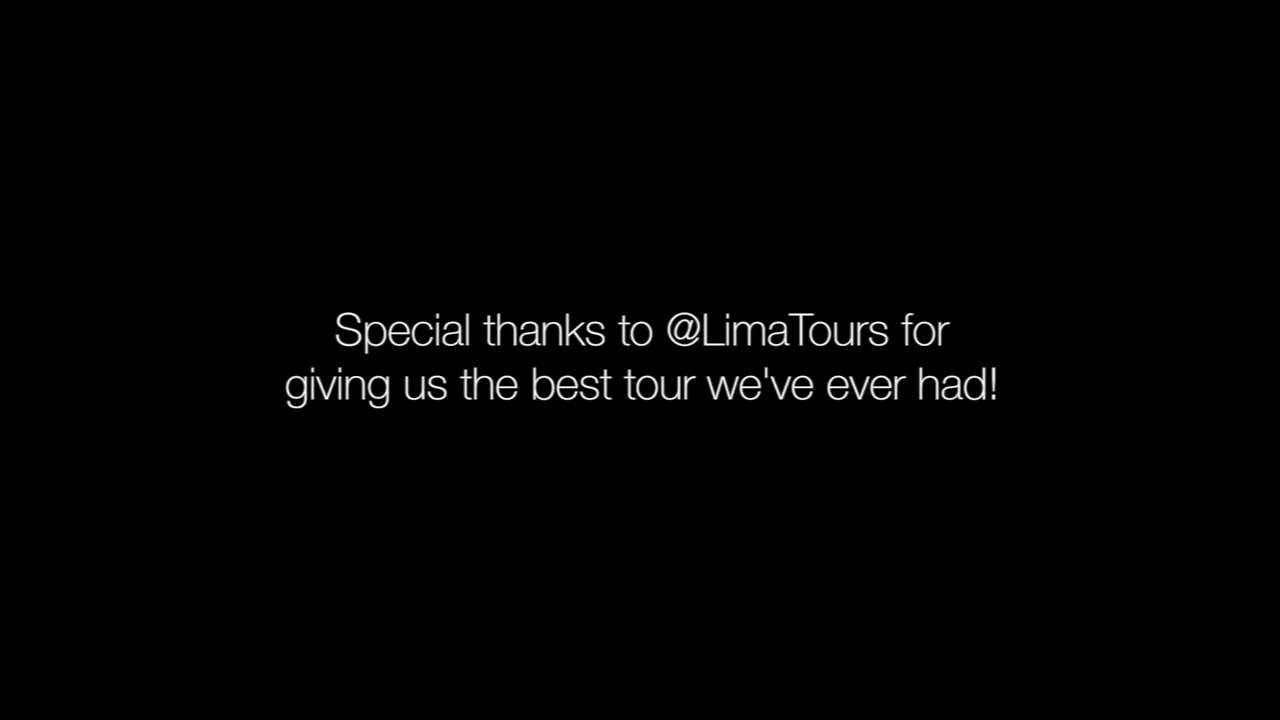 Special thanks to @LimaTours for
giving us the best tour we've ever had!